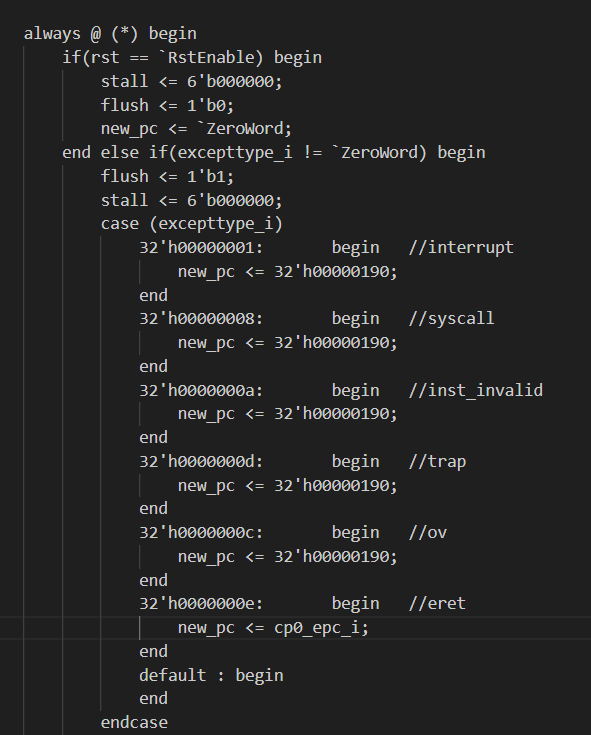 always @ (*) begin
if(rst == `RstEnable) begin
stall <= 6'b000000;
flush <= 1'b0;
new_pc <= `ZeroWord;
end else if(excepttype_i != `ZeroWord) begin
flush <= 1'b1;
stall <= 6'b000000;
case (excepttype_i)
32'h00000001: begin //interrupt
new_pc <= 32'h00000190;
end
32'h00000008: begin //syscall
new_pc <= 32'h00000190;
end
32'h0000000a: begin //inst_invalid
new_pc <= 32'h00000190;
end
32'h0000000d: begin //trap
new_pc <= 32'h00000190;
end
32'h0000000c: begin //ov
new_pc <= 32'h00000190;
end
32'h0000000e: begin //eret
new_pc <= cp0_epc_i;
end
default : begin
end
endcase